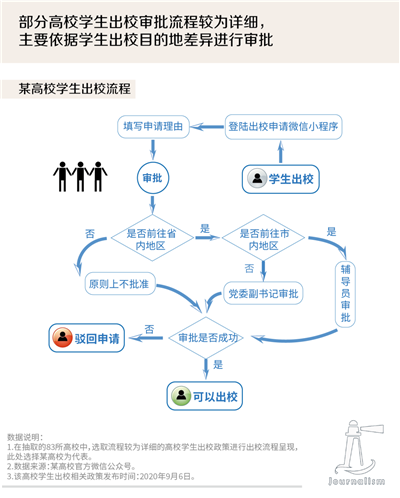 部分高校学生出校审批流程较为详细，
主要依据学生出校目的地差异进行审批
某高校学生出校流程
填写申请理由
登陆出校申请微信小程序
审批
学生出校
否
是否前往省
内地区
是
是否前往市
内地区
是
否
原则上不批准
党委副书记审批
辅
导
员
审
批
驳回申请
否
审批是否成功
是
可以出校
数据说明：
1.在抽取的83所高校中，选取流程较为详细的高校学生出校政策进行出校流程呈现，
此处选择某高校为代表。
2.数据来源：某高校官方微信公众号。
3.该高校学生出校相关政策发布时间：2020年9月6日。
Journalism